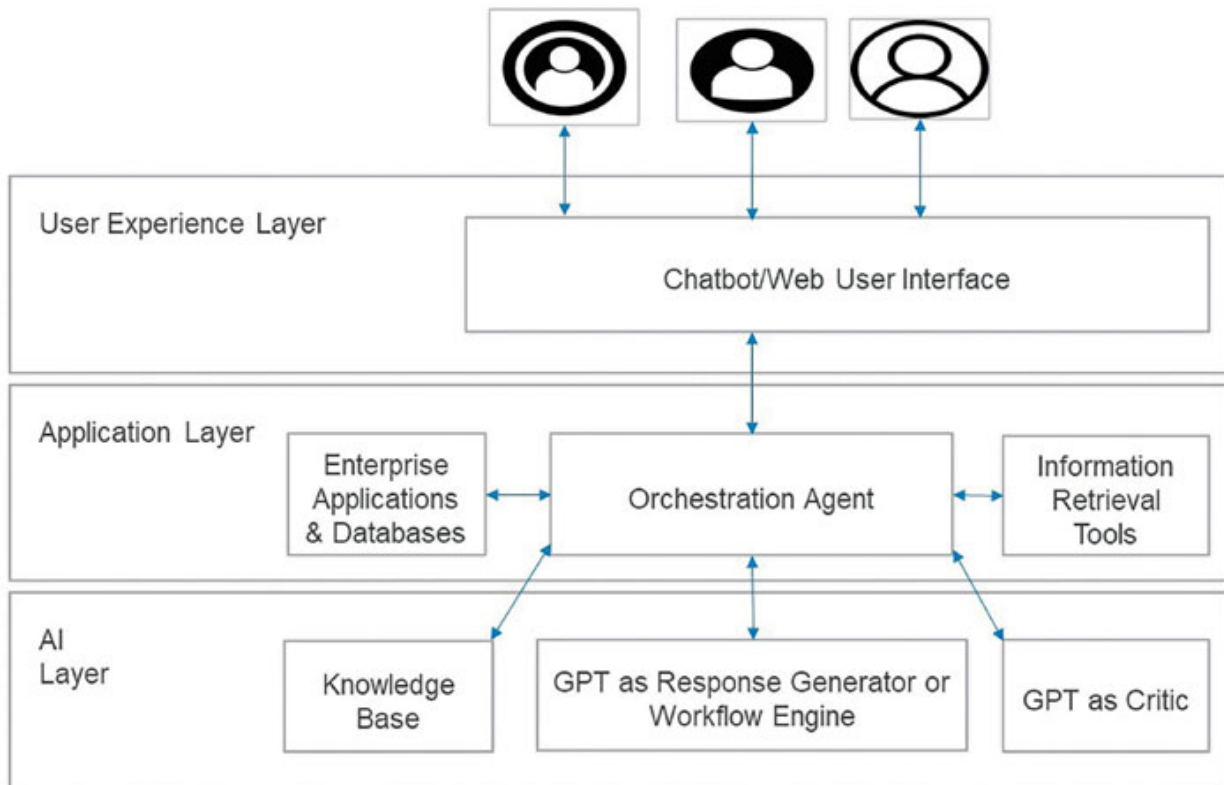 User Experience Layer
Chatbot/Web User Interface
Application Layer
Enterprise
Applications
& Databases
Orchestration Agent
Information
Retrieval
Tools
AI
Layer
Knowledge
Base
GPT as Response Generator or
Workflow Engine
GPT as Critic